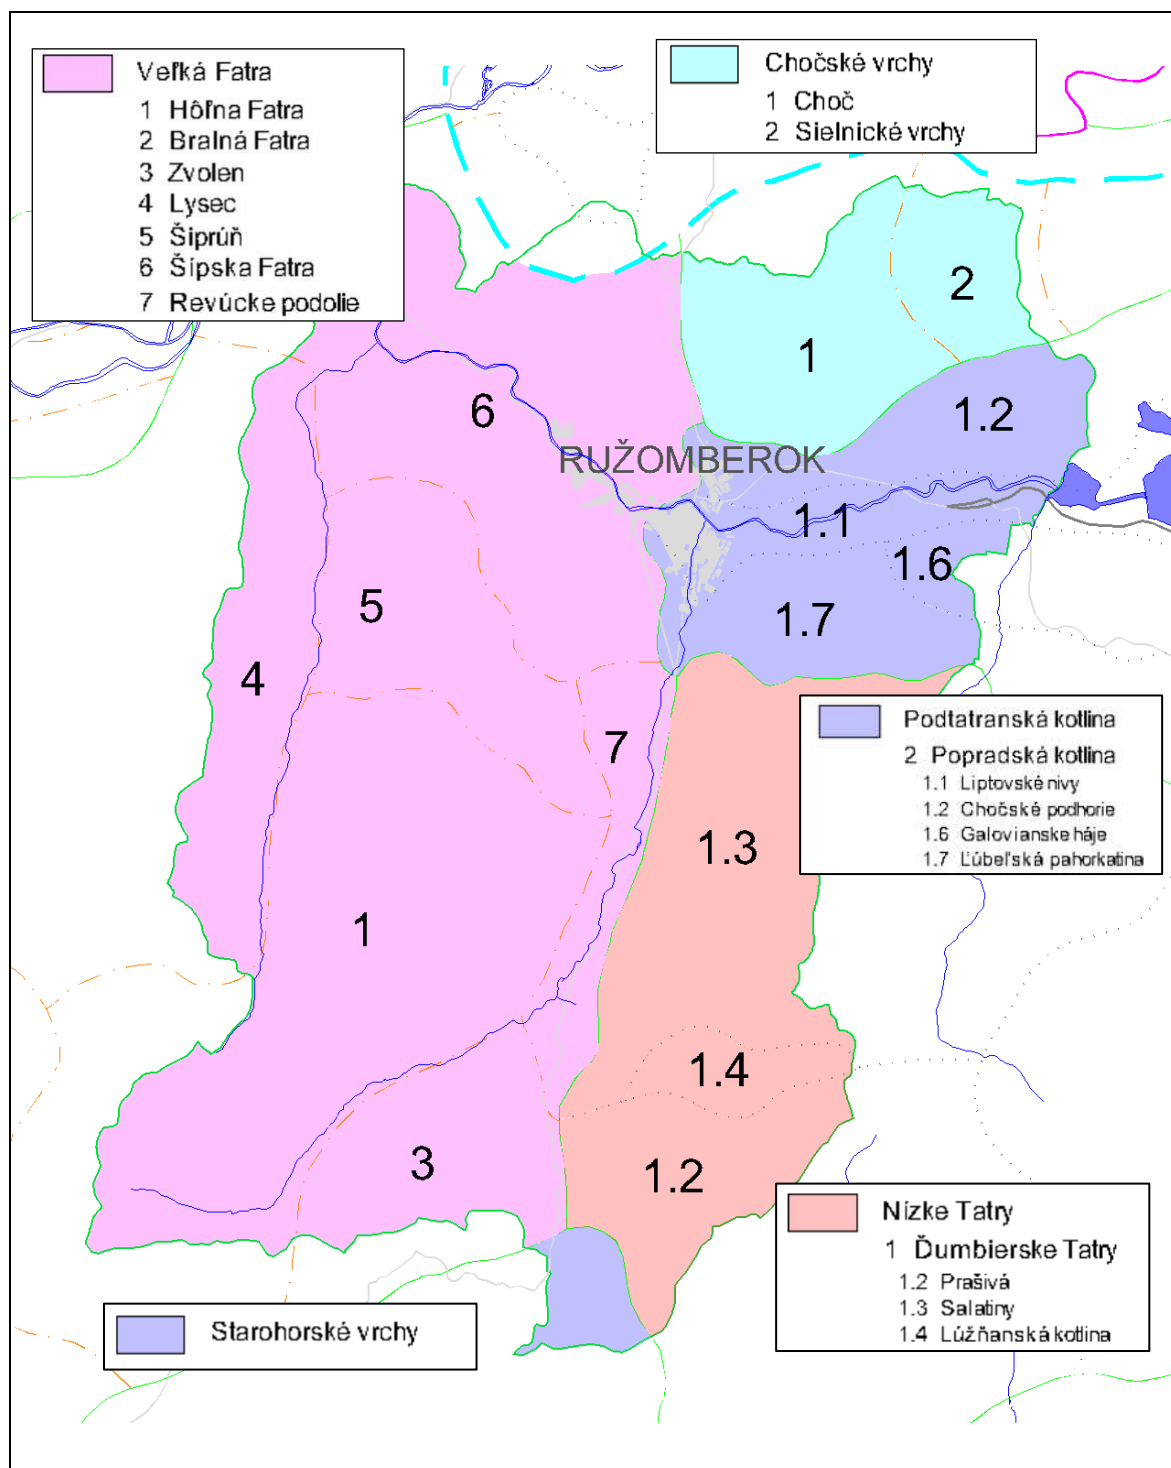 Veľká Fatra
1 Hôľna Fatra
2 Bralná Fatra
3 Zvolen
4 Lysec
5 Šiprúň
6 Šípska Fatra
7 Revúcke podolie
Chočské vrchy
1 Choč
2 Sielnické vrchy
2
1
1.2
6
RUŽOMBEROK
1.1
1.6
5
1.7
4
7
Podtatranská kotlina
2 Popradská kotlina
1.1 Liptovské nivy
1.2 Chočské podhorie
1.6 Galovianske háje
1.7 Ľúbeľská pahorkatina
1.3
1
1.4
3
1.2
Nízke Tatry
1 Ďumbierske Tatry
1.2 Prašivá
1.3 Salatiny
1.4 Lúžňanská kotlina
Starohorské vrchy